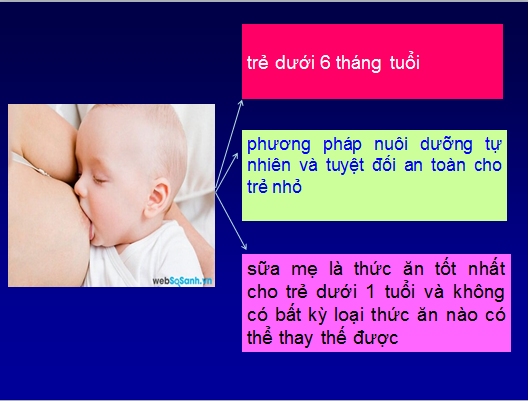 trẻ dưới 6 tháng tuổi
phương pháp nuôi dưỡng tự
nhiên và tuyệt đối an toàn cho
trẻ nhỏ
sữa mẹ là thức ăn tốt nhất
cho trẻ dưới 1 tuổi và không
có bất kỳ loại thức ăn nào có
thể thay thế được
webSoSanh.vn